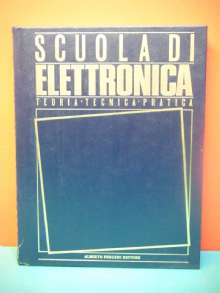 SCUOLA DI
ELETTRONICA
TEORIA·TECNICA·PRATICA
ALBERTO PERUZZO EDITORE